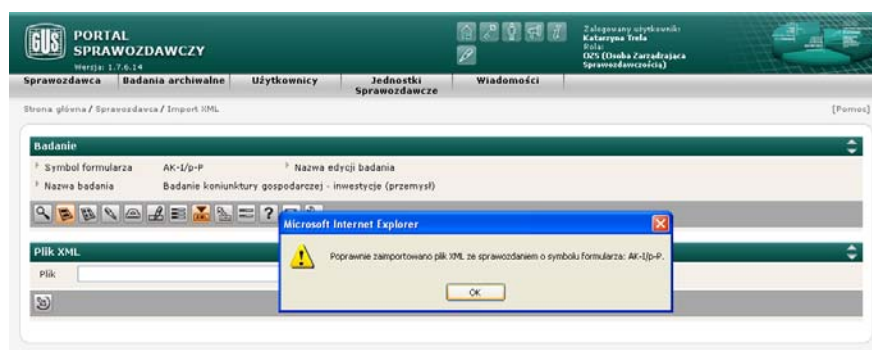 GUS PORTAL
SPRAWOZDAWCZY
Wersja: 1.7.6.14
Zalogowany użytkownik:
Katarzyna Trela
Rola:
OZS (Osoba Zarządzająca
Sprawozdawczością)
Sprawozdawca Badania archiwalne Użytkownicy Jednostki Sprawozdawcze Wiadomości
Strona główna / Sprawozdawca / Import XML [Pomoc]
Badanie
Symbol formularza AK-I/p-P Nazwa edycji badania
Nazwa badania Badanie koniunktury gospodarczej - inwestycje (przemysł)
Microsoft Internet Explorer
Poprawnie zaimportowano plik XML ze sprawozdaniem o symbolu formularza: AK-I/p-P.
OK
Plik XML
Plik